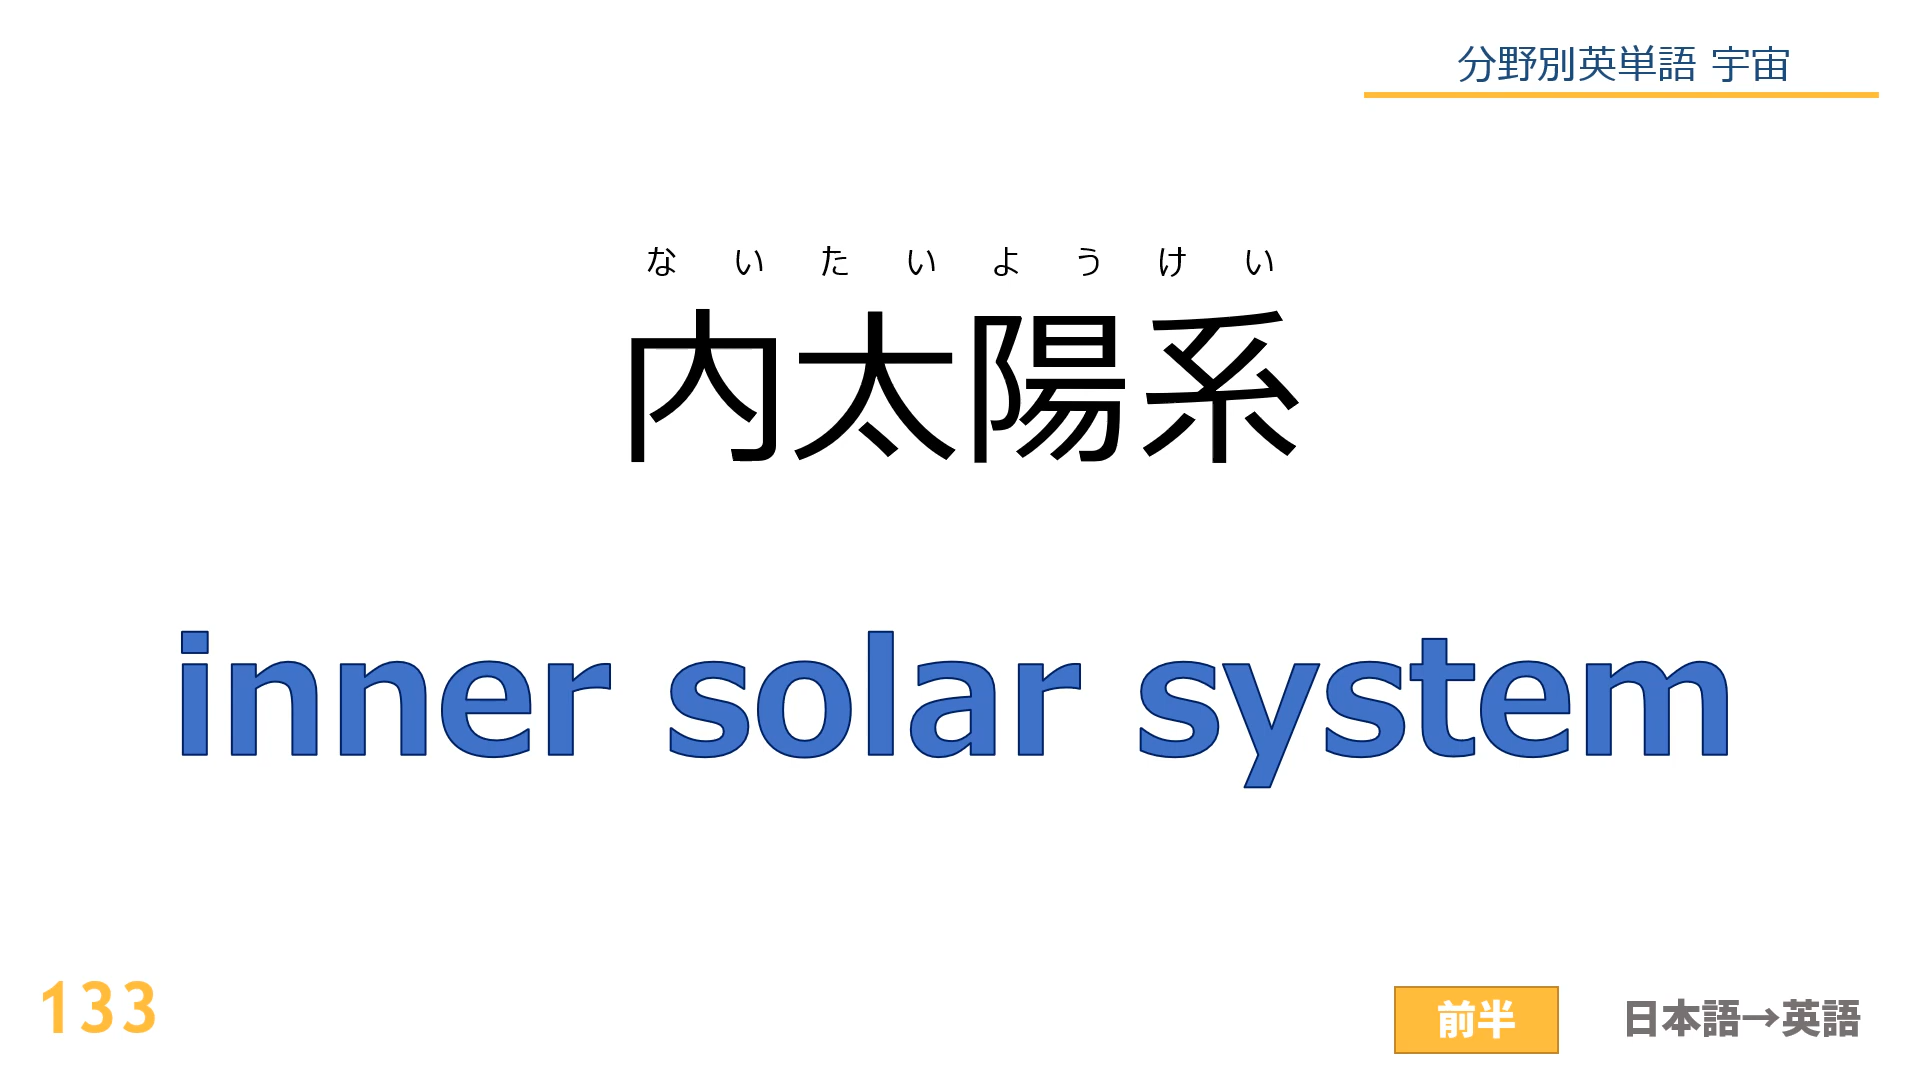 分野別英単語 宇宙
ないたいようけい
内太陽系
inner solar system
133
前半
日本語→英語